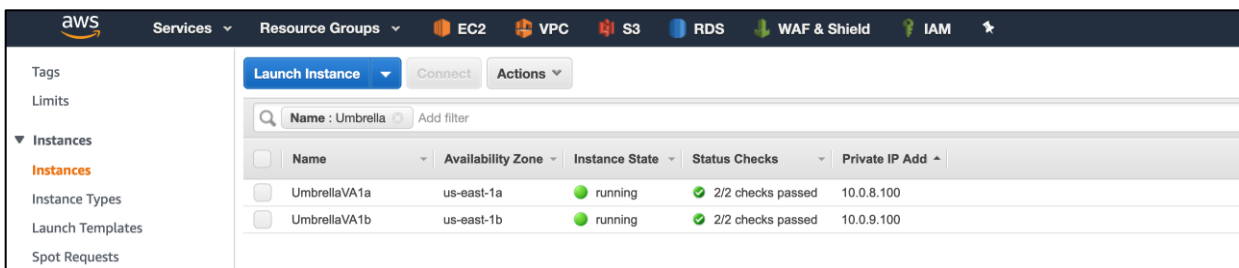 aws Services Resource Groups EC2 VPC S3 RDS WAF & Shield IAM
Tags
Limits
Instances
Instances
Instance Types
Launch Templates
Spot Requests
Launch Instance Connect Actions
Name : Umbrella Add filter
Name Availability Zone Instance State Status Checks Private IP Add
UmbrellaVA1a us-east-1a running 2/2 checks passed 10.0.8.100
UmbrellaVA1b us-east-1b running 2/2 checks passed 10.0.9.100